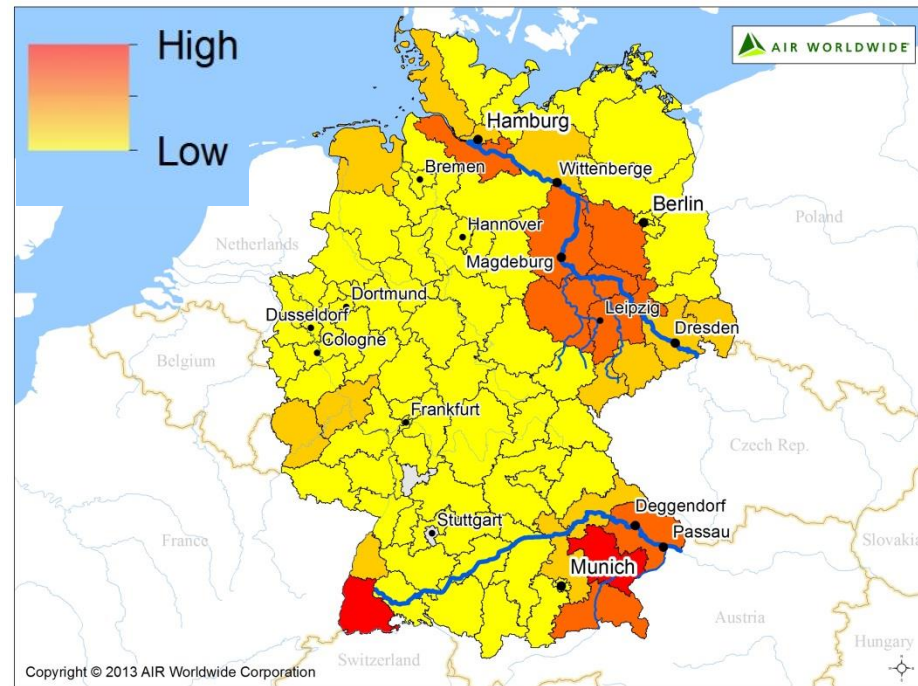 High
Low
AIR WORLDWIDE
Hamburg
Bremen
Wittenberge
Berlin
Poland
Hannover
Netherlands
Magdeburg
Dortmund
Leipzig
Dusseldorf
Dresden
Cologne
Belgium
Frankfurt
Czech Rep.
Deggendorf
Stuttgart
Passau
France
Slovakia
Munich
Austria
Hungary
Switzerland
Copyright © 2013 AIR Worldwide Corporation